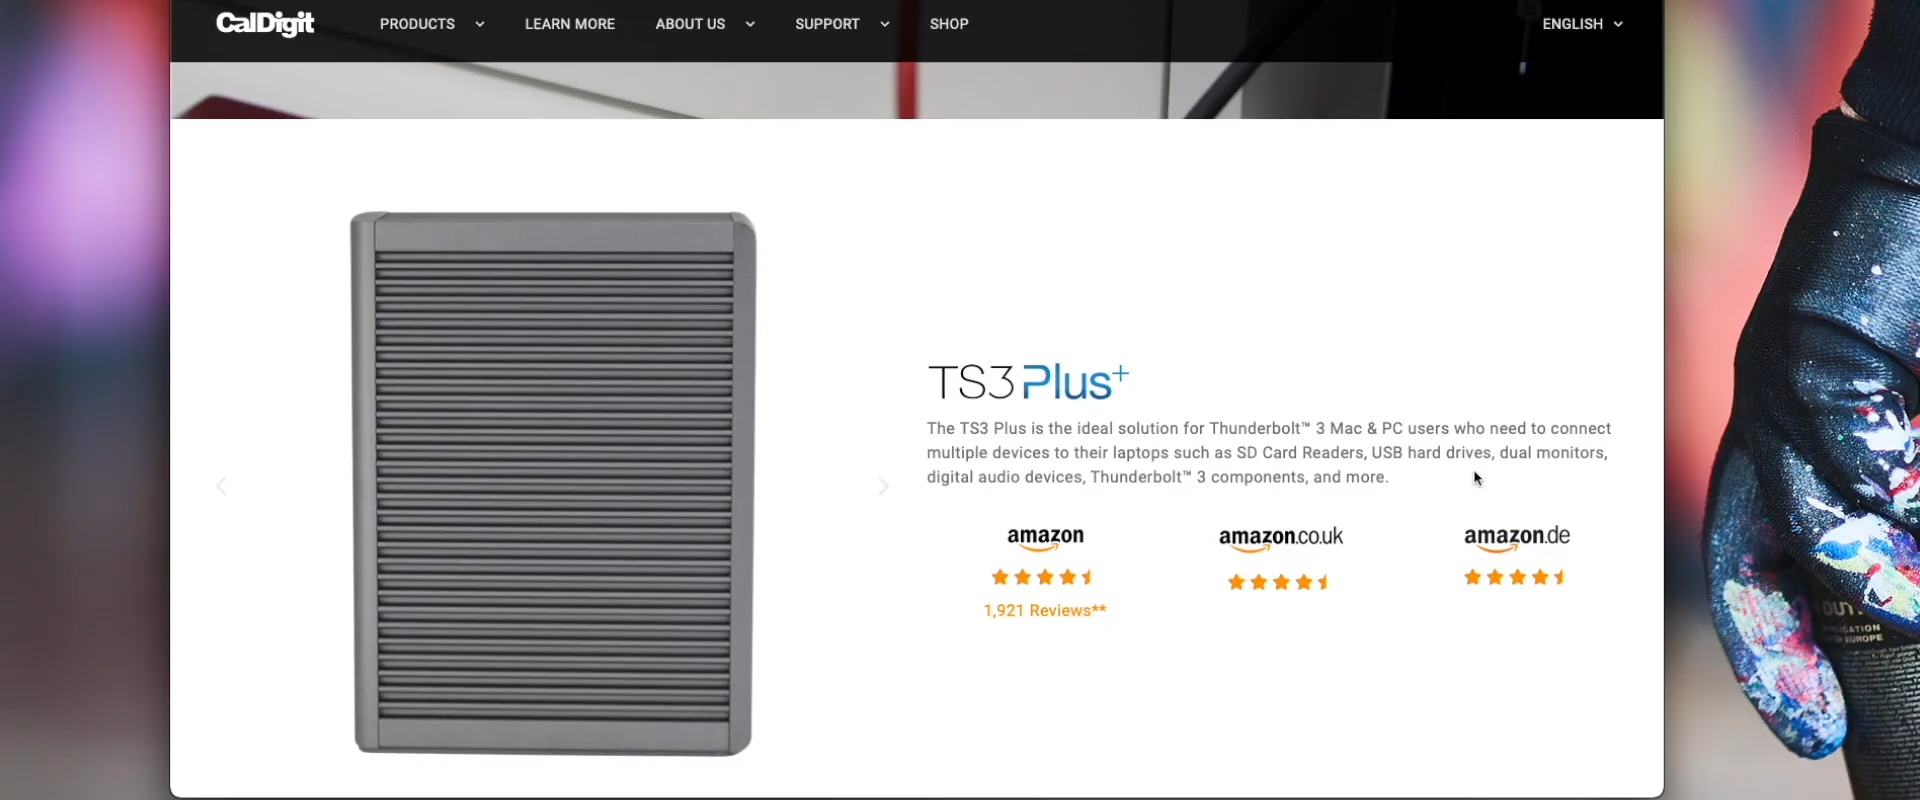 CalDigit
PRODUCTS
LEARN MORE
ABOUT US
SUPPORT
SHOP
ENGLISH
TS3 Plus+
The TS3 Plus is the ideal solution for Thunderbolt™ 3 Mac & PC users who need to connect
multiple devices to their laptops such as SD Card Readers, USB hard drives, dual monitors,
digital audio devices, Thunderbolt™ 3 components, and more.
amazon
amazon.co.uk
amazon.de
1,921 Reviews**
EUROPE